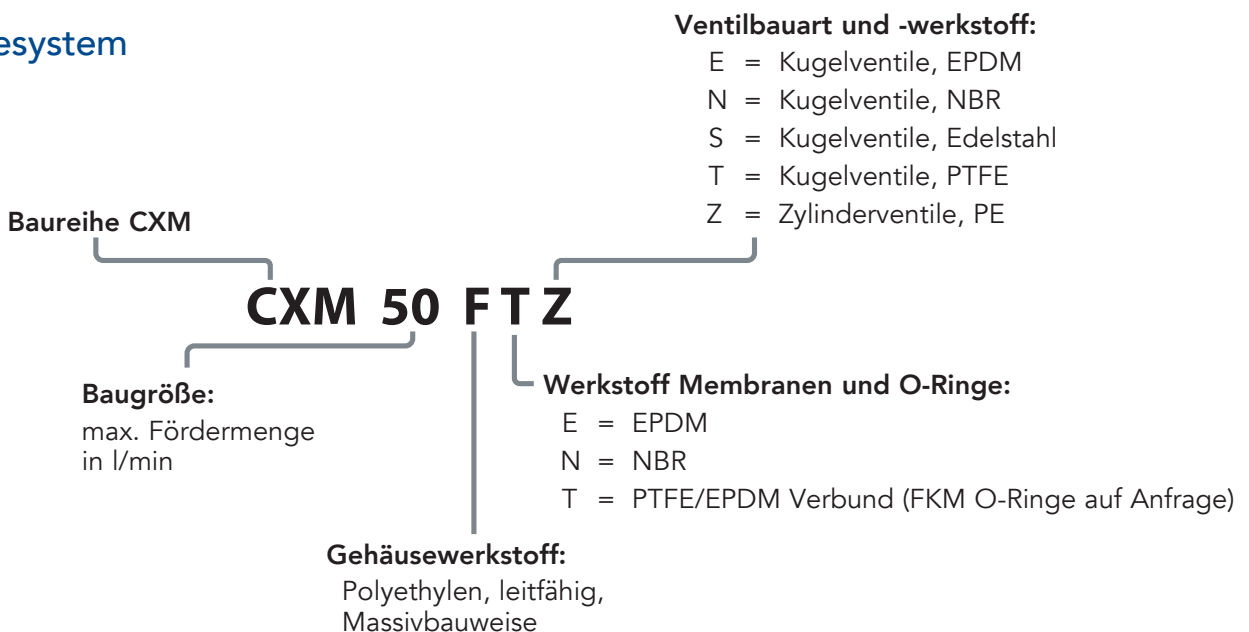 esystem
Ventilbauart und -werkstoff:
E = Kugelventile, EPDM
N = Kugelventile, NBR
S = Kugelventile, Edelstahl
T = Kugelventile, PTFE
Z = Zylinderventile, PE
Baureihe CXM
CXM 50 F T Z
Baugröße:
max. Fördermenge
in l/min
Werkstoff Membranen und O-Ringe:
E = EPDM
N = NBR
T = PTFE/EPDM Verbund (FKM O-Ringe auf Anfrage)
Gehäusewerkstoff:
Polyethylen, leitfähig,
Massivbauweise